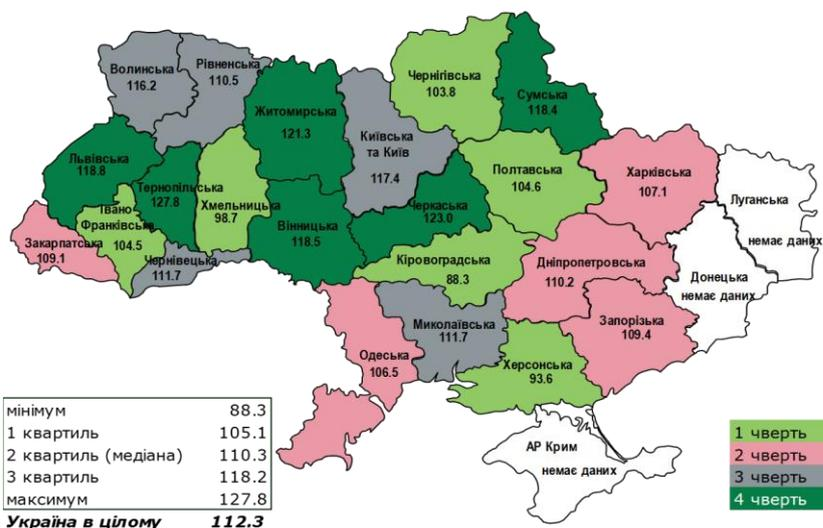 Волинська
116.2
Рівненська
110.5
Житомирська
121.3
Київська
та Київ
117.4
Чернігівська
103.8
Сумська
118.4
Львівська
118.8
Тернопільська
127.8
Хмельницька
98.7
Івано
Франківська
104.5
Закарпатська
109.1
Чернівецька
111.7
Вінницька
118.5
Черкаська
123.0
Полтавська
104.6
Харківська
107.1
Луганська
немає даних
Донецька
немає даних
Кіровоградська
88.3
Дніпропетровська
110.2
Запорізька
109.4
Миколаївська
111.7
Одеська
106.5
Херсонська
93.6
АР Крим
немає даних
мінімум 88.3
1 квартиль 105.1
2 квартиль (медіана) 110.3
3 квартиль 118.2
максимум 127.8
Україна в цілому 112.3
1 чверть
2 чверть
3 чверть
4 чверть